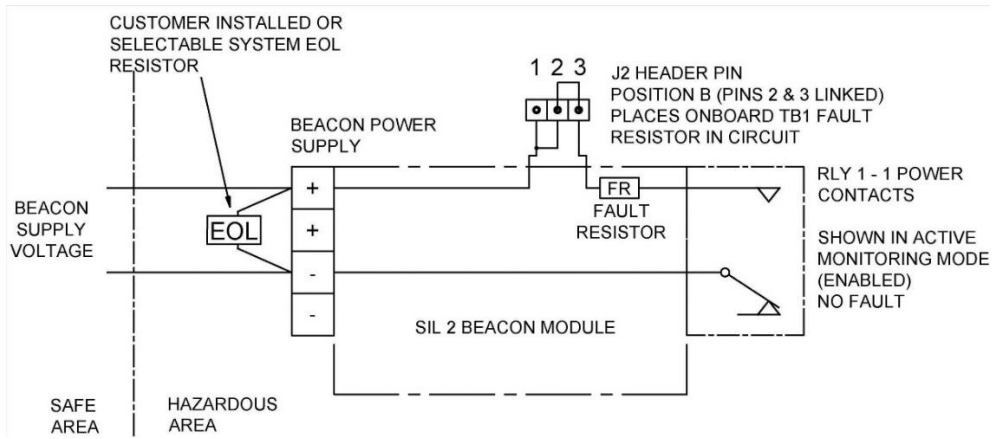 CUSTOMER INSTALLED OR
SELECTABLE SYSTEM EOL
RESISTOR
1 2 3
J2 HEADER PIN
POSITION B (PINS 2 & 3 LINKED)
PLACES ONBOARD TB1 FAULT
RESISTOR IN CIRCUIT
BEACON POWER
SUPPLY
RLY 1 - 1 POWER
CONTACTS
+
FR
FAULT
RESISTOR
BEACON
SUPPLY
VOLTAGE
EOL
+
SHOWN IN ACTIVE
MONITORING MODE
(ENABLED)
NO FAULT
-
-
SIL 2 BEACON MODULE
SAFE
AREA
HAZARDOUS
AREA